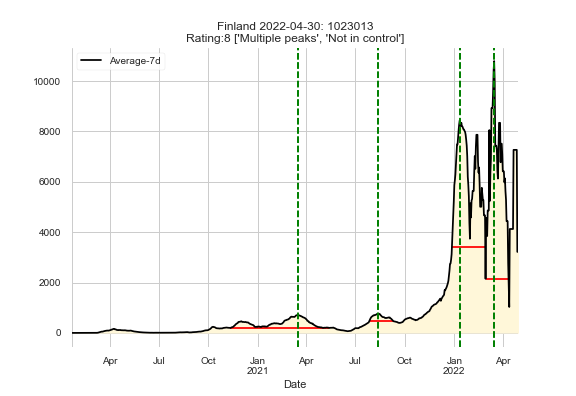 Finland 2022-04-30: 1023013
Rating:8 ['Multiple peaks', 'Not in control']
Average-7d
10000
8000
6000
4000
2000
0
Apr Jul Oct Jan Apr Jul Oct Jan Apr
2021 2022
Date